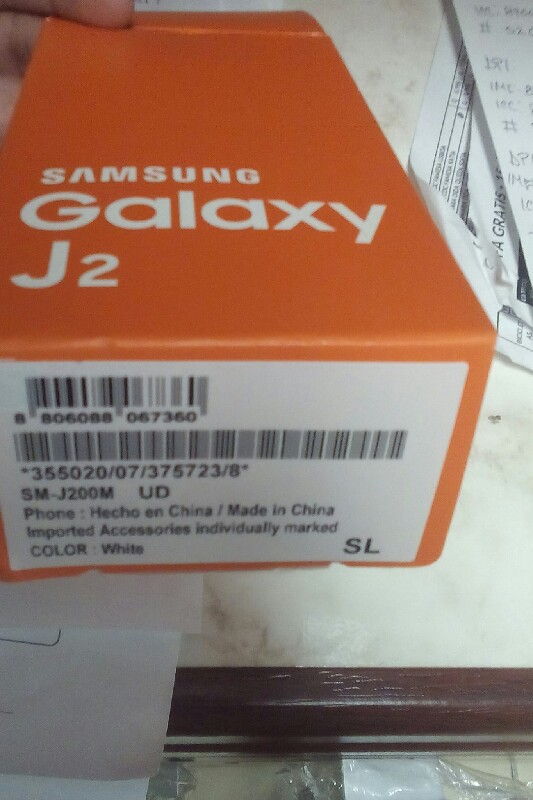 SAMSUNG
Galaxy
J2
8 806088 067360
*355020/07/375723/8*
SM-J200M UD
Phone : Hecho en China / Made in China
Imported Accessories individually marked
COLOR : White
SL
A GRATIS